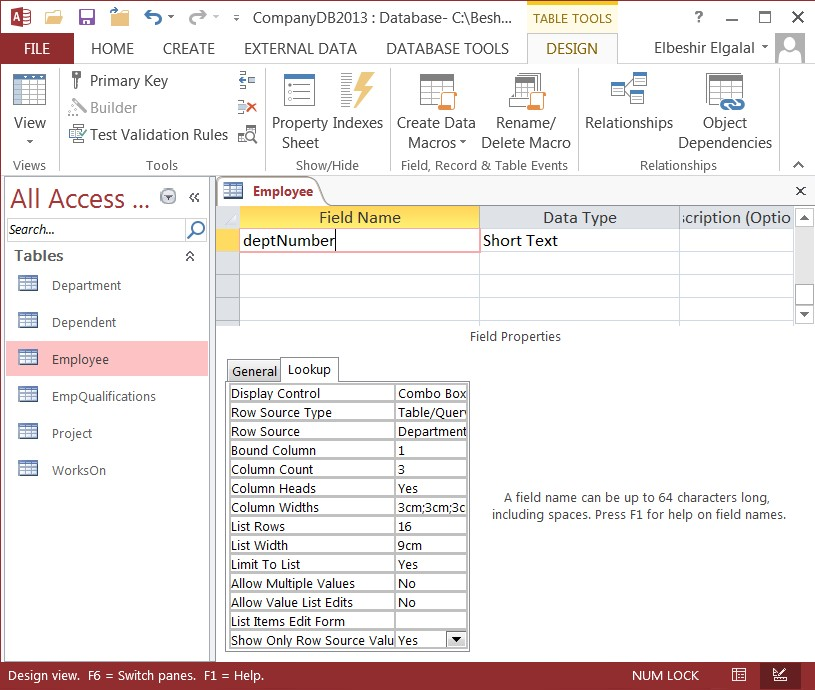 CompanyDB2013 : Database- C:\Besh... TABLE TOOLS ?
FILE HOME CREATE EXTERNAL DATA DATABASE TOOLS DESIGN Elbeshir Elgalal
View
Views
Primary Key
Builder
Test Validation Rules
Tools
Property Sheet
Indexes
Show/Hide
Create Data Macros
Rename/ Delete Macro
Field, Record & Table Events
Relationships
Object Dependencies
Relationships
All Access ... «
Search...
Tables
Department
Dependent
Employee
EmpQualifications
Project
WorksOn
Employee
Field Name Data Type scription (Optio
deptNumber Short Text
Field Properties
General Lookup
Display Control Combo Box
Row Source Type Table/Query
Row Source Department
Bound Column 1
Column Count 3
Column Heads Yes
Column Widths 3cm;3cm;3c
List Rows 16
List Width 9cm
Limit To List Yes
Allow Multiple Values No
Allow Value List Edits No
List Items Edit Form
Show Only Row Source Valu Yes
A field name can be up to 64 characters long,
including spaces. Press F1 for help on field names.
Design view. F6 = Switch panes. F1 = Help. NUM LOCK